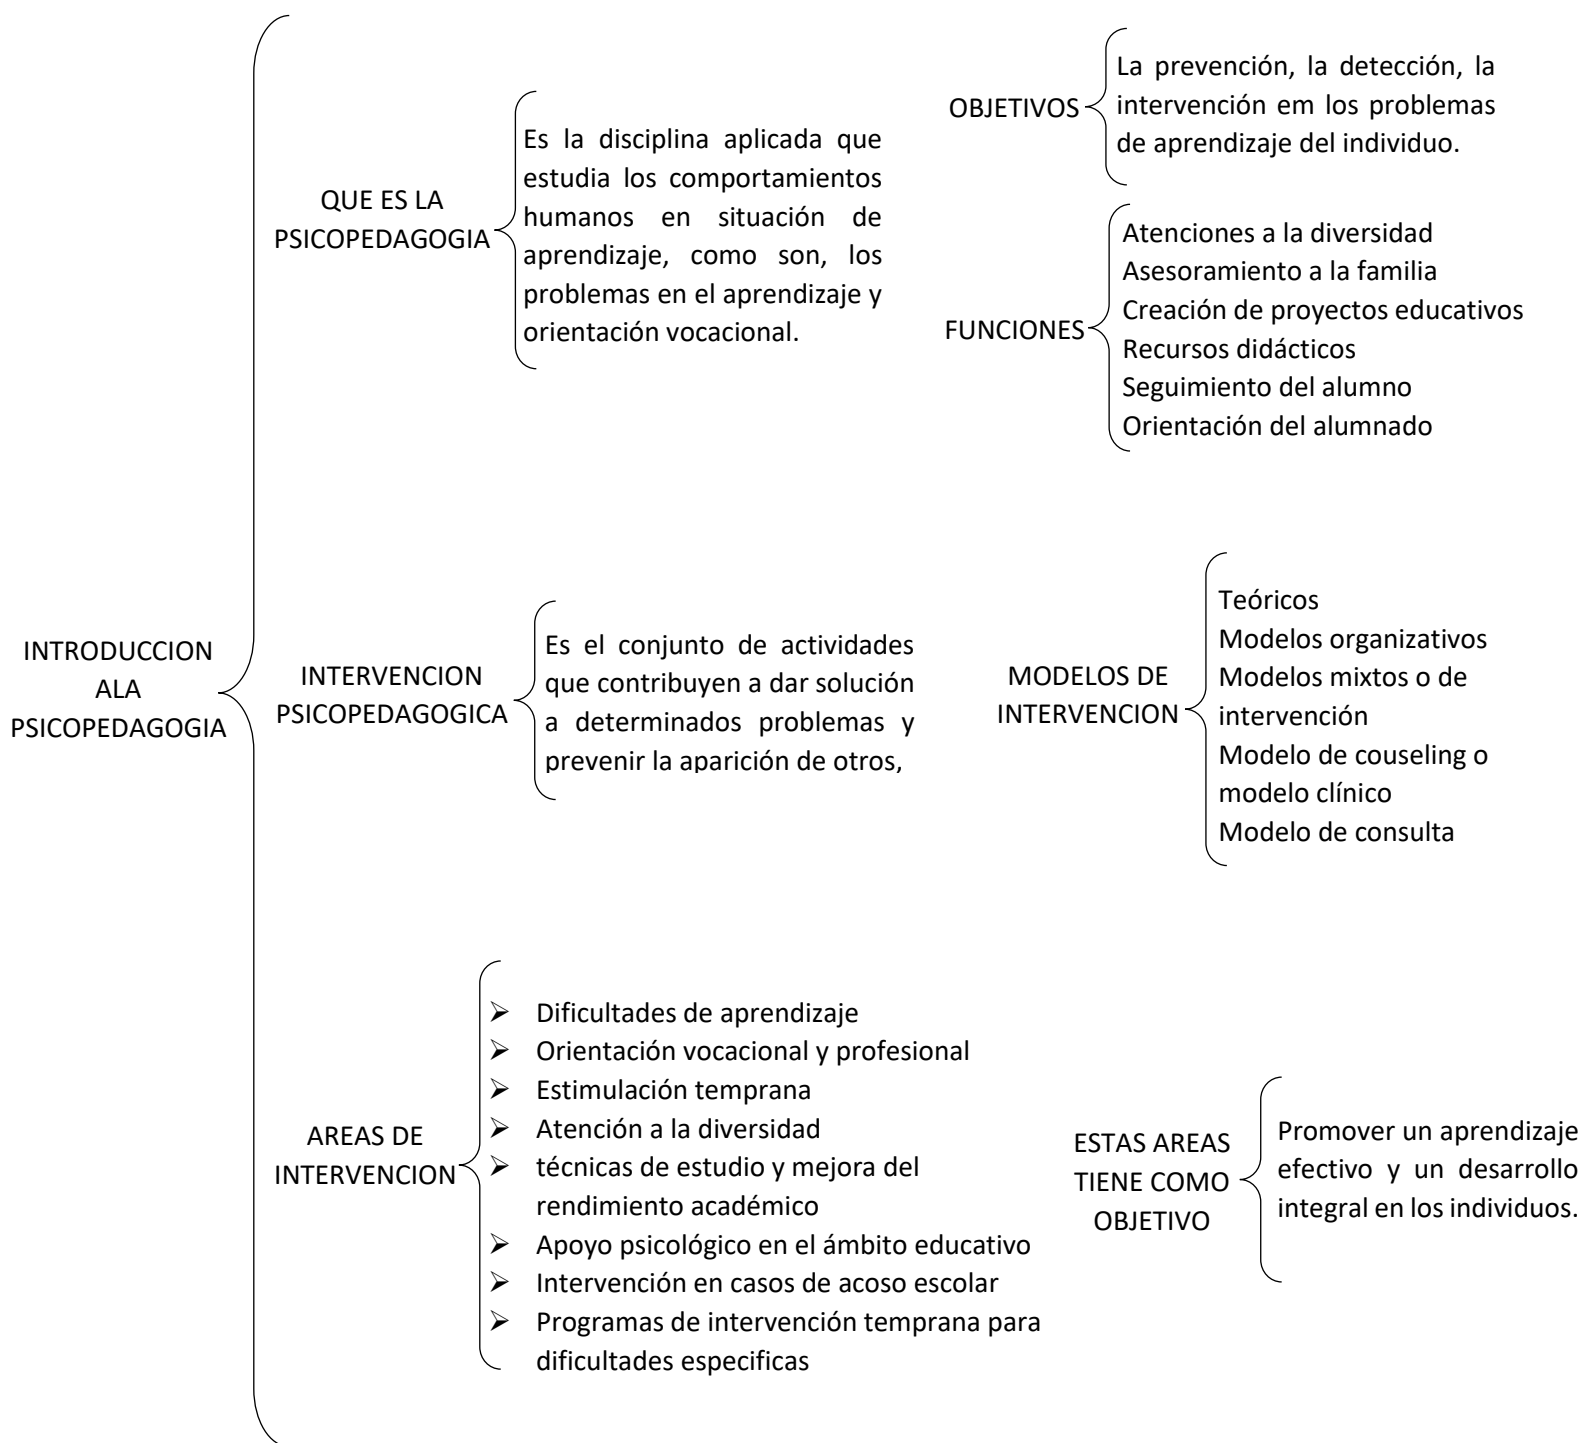 INTRODUCCION
ALA
PSICOPEDAGOGIA
QUE ES LA
PSICOPEDAGOGIA
Es la disciplina aplicada que
estudia los comportamientos
humanos en situación de
aprendizaje, como son, los
problemas en el aprendizaje y
orientación vocacional.
OBJETIVOS
La prevención, la detección, la
intervención em los problemas
de aprendizaje del individuo.
FUNCIONES
Atenciones a la diversidad
Asesoramiento a la familia
Creación de proyectos educativos
Recursos didácticos
Seguimiento del alumno
Orientación del alumnado
INTERVENCION
PSICOPEDAGOGICA
Es el conjunto de actividades
que contribuyen a dar solución
a determinados problemas y
prevenir la aparición de otros,
MODELOS DE
INTERVENCION
Teóricos
Modelos organizativos
Modelos mixtos o de
intervención
Modelo de couseling o
modelo clínico
Modelo de consulta
AREAS DE
INTERVENCION
➢ Dificultades de aprendizaje
➢ Orientación vocacional y profesional
➢ Estimulación temprana
➢ Atención a la diversidad
➢ técnicas de estudio y mejora del
rendimiento académico
➢ Apoyo psicológico en el ámbito educativo
➢ Intervención en casos de acoso escolar
➢ Programas de intervención temprana para
dificultades especificas
ESTAS AREAS
TIENE COMO
OBJETIVO
Promover un aprendizaje
efectivo y un desarrollo
integral en los individuos.